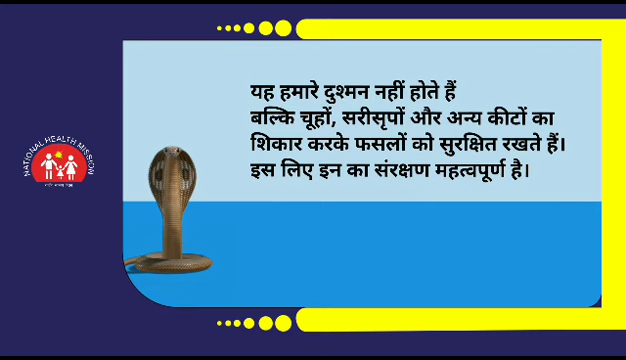 यह हमारे दुश्मन नहीं होते हैं
बल्कि चूहों, सरीसृपों और अन्य कीटों का
शिकार करके फसलों को सुरक्षित रखते हैं।
इस लिए इन का संरक्षण महत्वपूर्ण है।
NATIONAL HEALTH MISSION